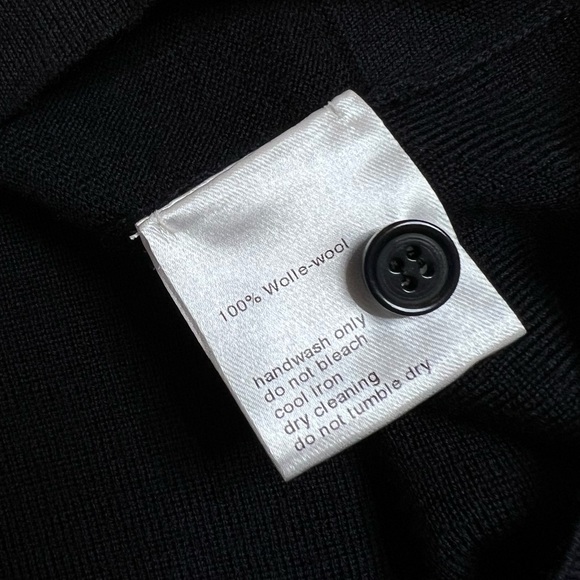 100% Wolle-wool
handwash only
do not bleach
cool iron
dry cleaning
do not tumble dry